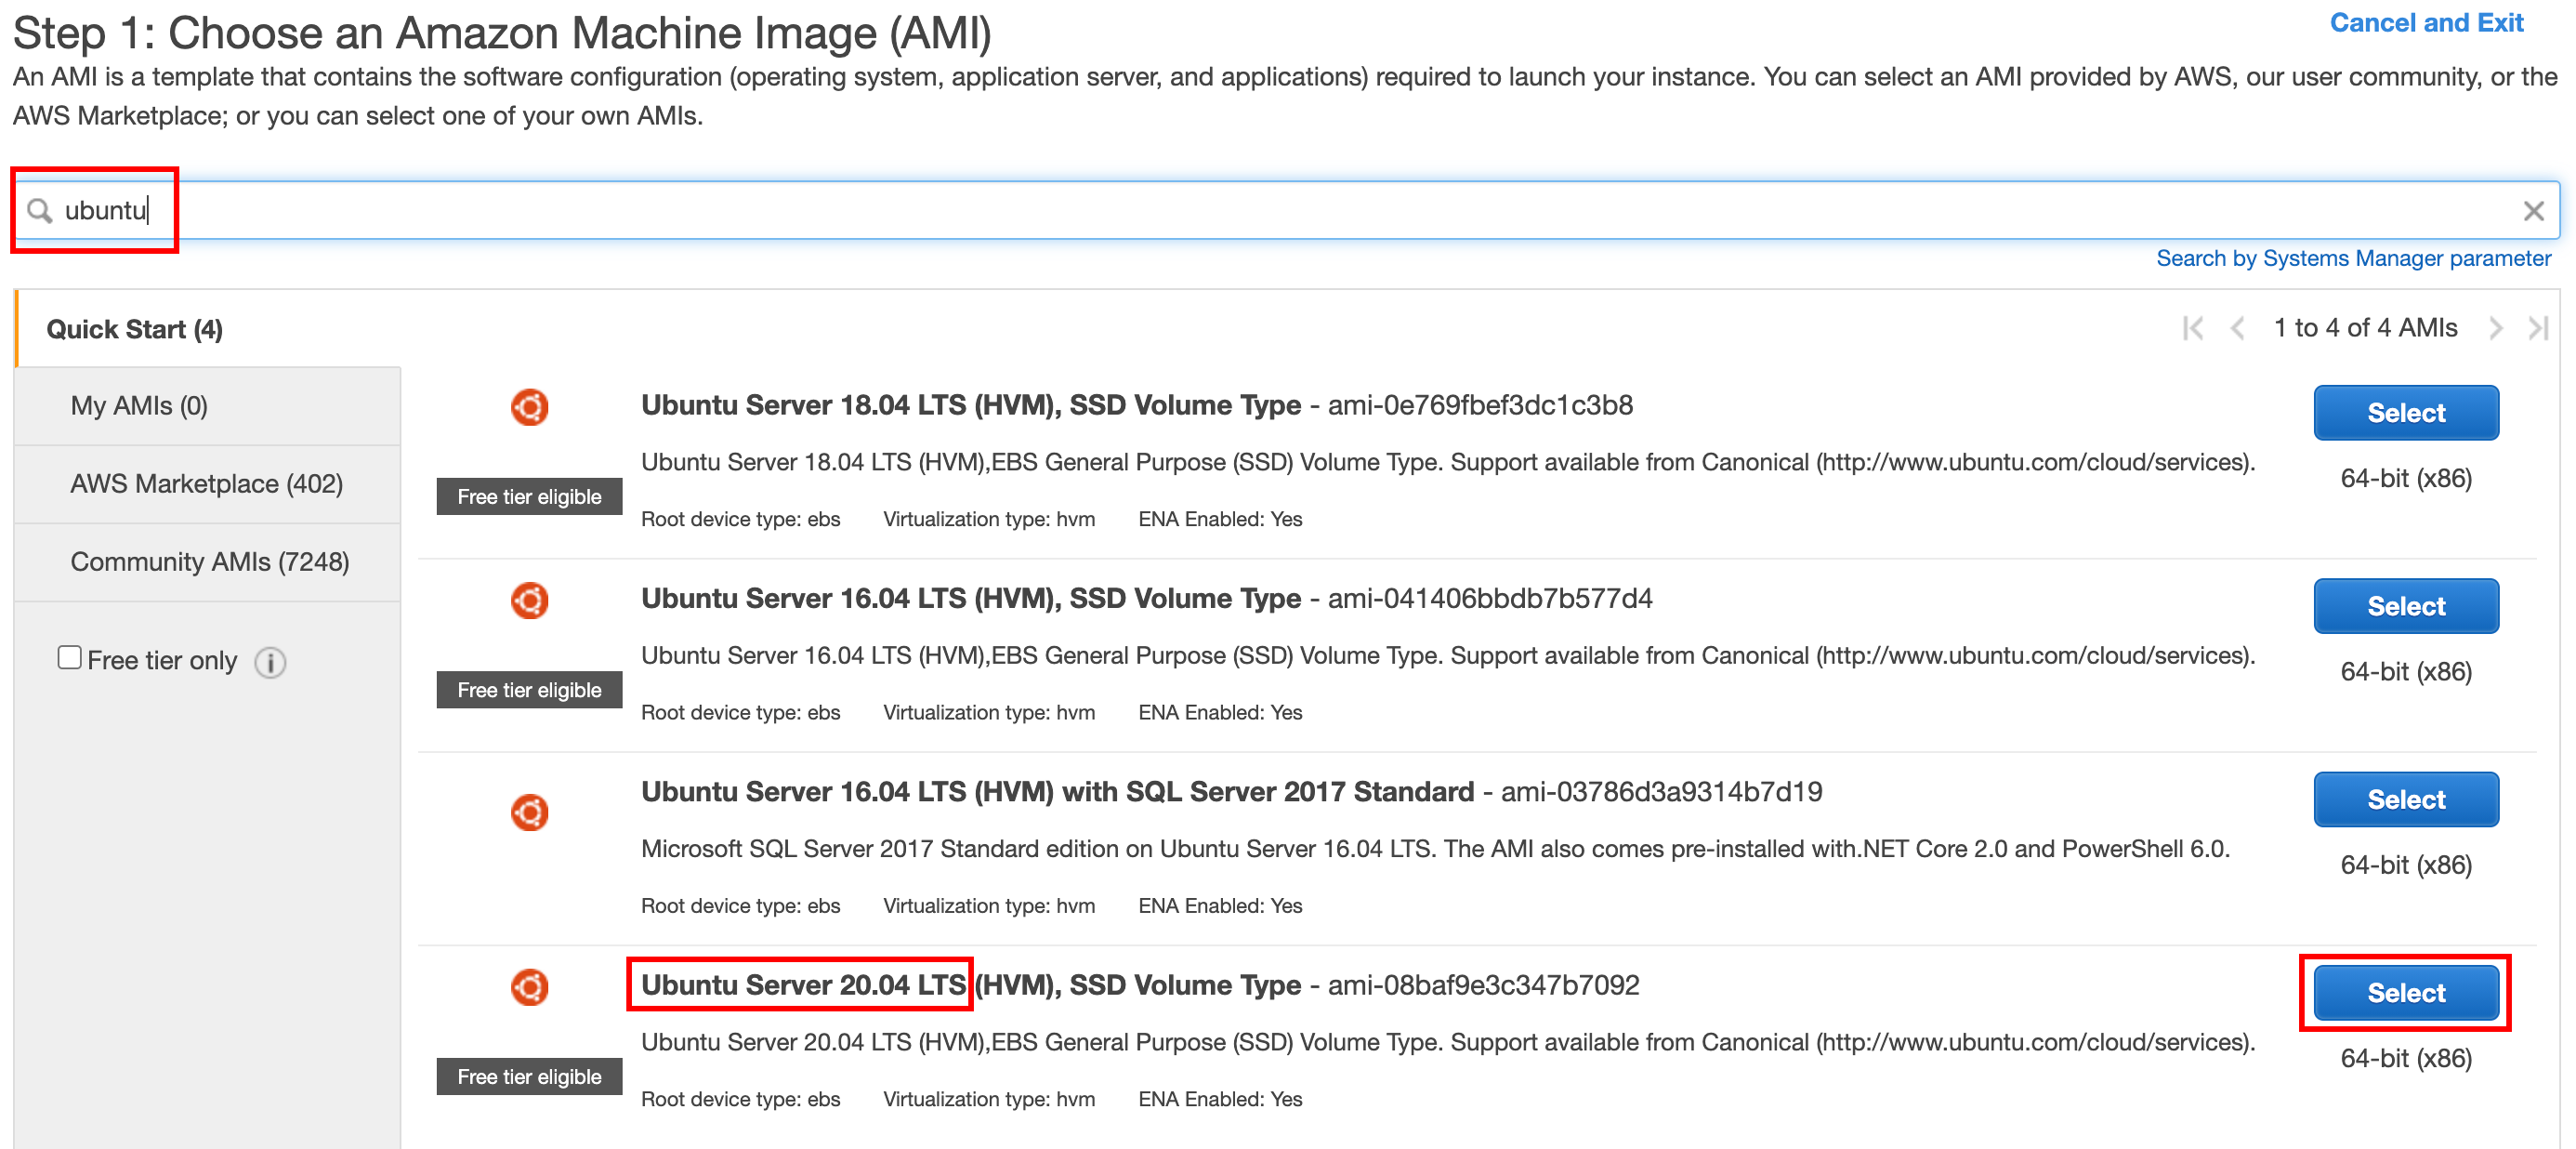 Step 1: Choose an Amazon Machine Image (AMI)
Cancel and Exit
An AMI is a template that contains the software configuration (operating system, application server, and applications) required to launch your instance. You can select an AMI provided by AWS, our user community, or the
AWS Marketplace; or you can select one of your own AMIs.
ubuntu
Search by Systems Manager parameter
Quick Start (4)
1 to 4 of 4 AMIs
My AMIs (0)
AWS Marketplace (402)
Community AMIs (7248)
Free tier only
Ubuntu Server 18.04 LTS (HVM), SSD Volume Type - ami-0e769fbef3dc1c3b8
Select
Ubuntu Server 18.04 LTS (HVM),EBS General Purpose (SSD) Volume Type. Support available from Canonical (http://www.ubuntu.com/cloud/services).
64-bit (x86)
Free tier eligible
Root device type: ebs Virtualization type: hvm ENA Enabled: Yes
Ubuntu Server 16.04 LTS (HVM), SSD Volume Type - ami-041406bbdb7b577d4
Select
Ubuntu Server 16.04 LTS (HVM),EBS General Purpose (SSD) Volume Type. Support available from Canonical (http://www.ubuntu.com/cloud/services).
64-bit (x86)
Free tier eligible
Root device type: ebs Virtualization type: hvm ENA Enabled: Yes
Ubuntu Server 16.04 LTS (HVM) with SQL Server 2017 Standard - ami-03786d3a9314b7d19
Select
Microsoft SQL Server 2017 Standard edition on Ubuntu Server 16.04 LTS. The AMI also comes pre-installed with.NET Core 2.0 and PowerShell 6.0.
64-bit (x86)
Root device type: ebs Virtualization type: hvm ENA Enabled: Yes
Ubuntu Server 20.04 LTS (HVM), SSD Volume Type - ami-08baf9e3c347b7092
Select
Ubuntu Server 20.04 LTS (HVM),EBS General Purpose (SSD) Volume Type. Support available from Canonical (http://www.ubuntu.com/cloud/services).
64-bit (x86)
Free tier eligible
Root device type: ebs Virtualization type: hvm ENA Enabled: Yes